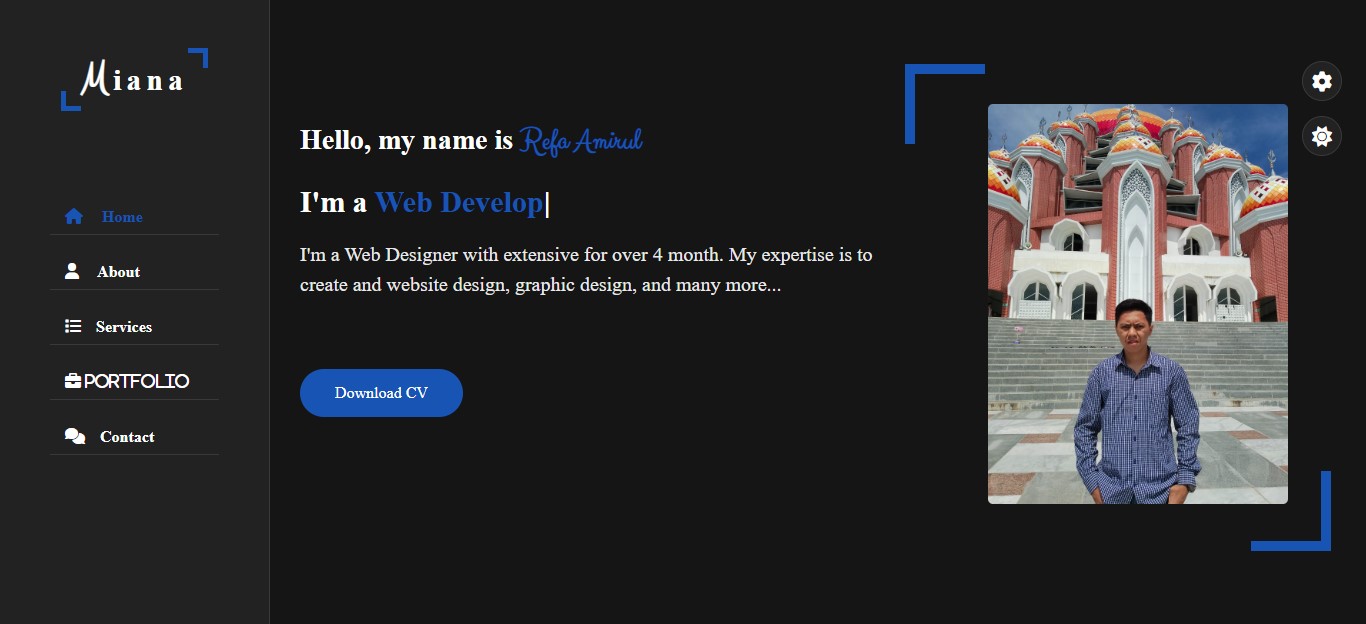 Miana
Home
About
Services
PORTFOLIO
Contact
Hello, my name is Refa Amirul
I'm a Web Develop|
I'm a Web Designer with extensive for over 4 month. My expertise is to
create and website design, graphic design, and many more...
Download CV